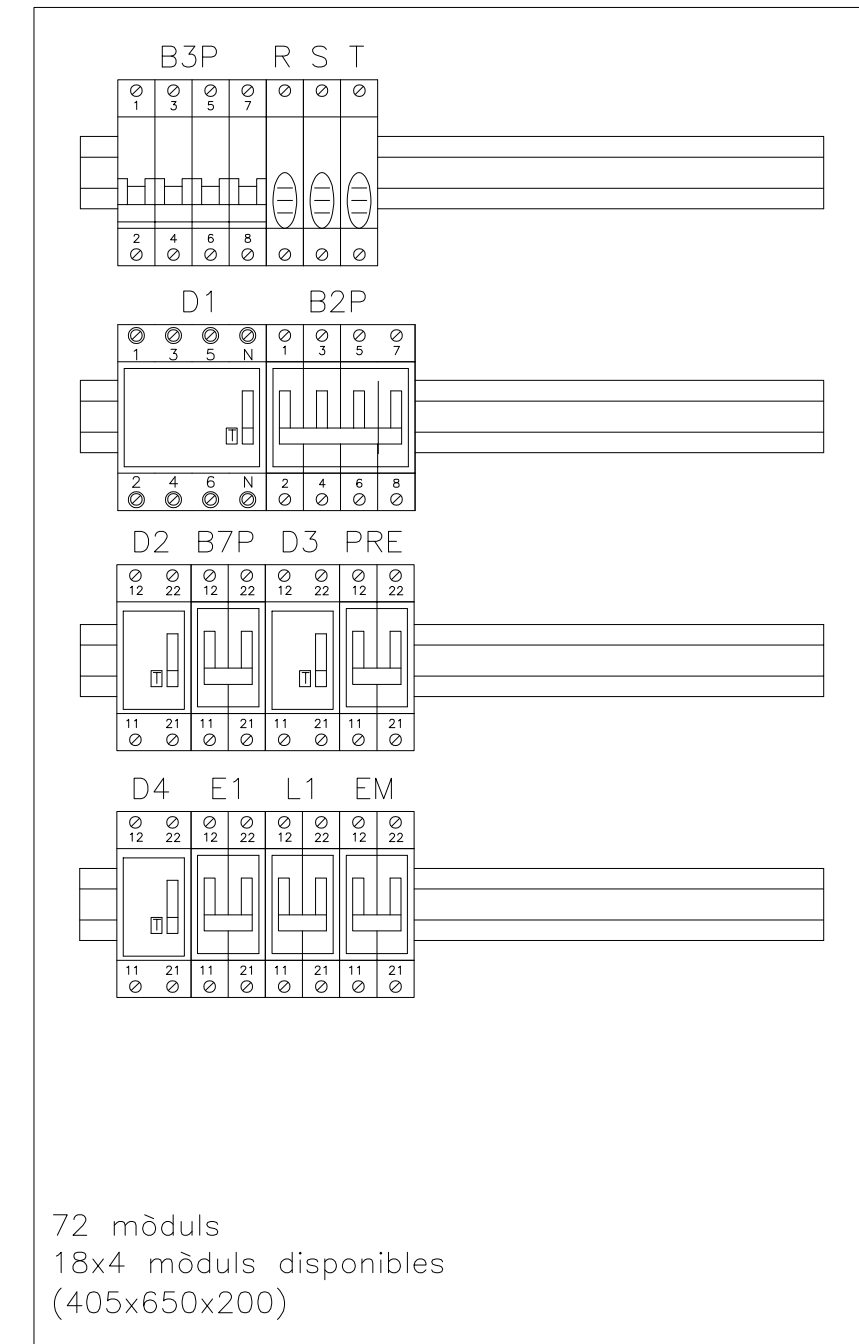 B3P R S T
1 3 5 7
2 4 6 8
D1 B2P
1 3 5 N 1 3 5 7
T
2 4 6 N 2 4 6 8
D2 B7P D3 PRE
12 22 12 22 12 22 12 22
T T
11 21 11 21 11 21 11 21
D4 E1 L1 EM
12 22 12 22 12 22 12 22
T
11 21 11 21 11 21 11 21
72 mòduls
18x4 mòduls disponibles
(405x650x200)